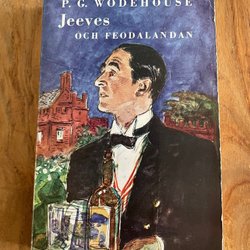 P. G. WODEHOUSE
Jeeves
OCH FEODALANDAN